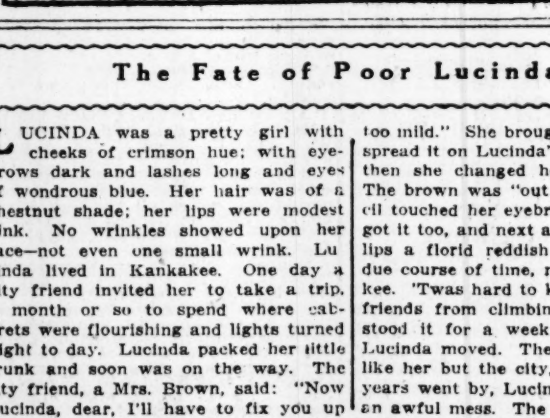 The Fate of Poor Lucinda
LUCINDA was a pretty girl with
cheeks of crimson hue; with eye-
rows dark and lashes long and eyes
f wondrous blue. Her hair was of a
hestnut shade; her lips were modest
ink. No wrinkles showed upon her
ace—not even one small wrink. Lu
inda lived in Kankakee. One day a
ity friend invited her to take a trip.
month or so to spend where cab-
rets were flourishing and lights turned
ight to day. Lucinda packed her little
runk and soon was on the way. The
ity friend, a Mrs. Brown, said: "Now
ucinda, dear, I'll have to fix you up
too mild." She broug
spread it on Lucinda'
then she changed h
The brown was "out
cil touched her eyebr
got it too, and next a
lips a florid reddish
due course of time, n
kee. 'Twas hard to k
friends from climbin
stood it for a week
Lucinda moved. The
like her but the city,
years went by, Lucin
an awful mess. The